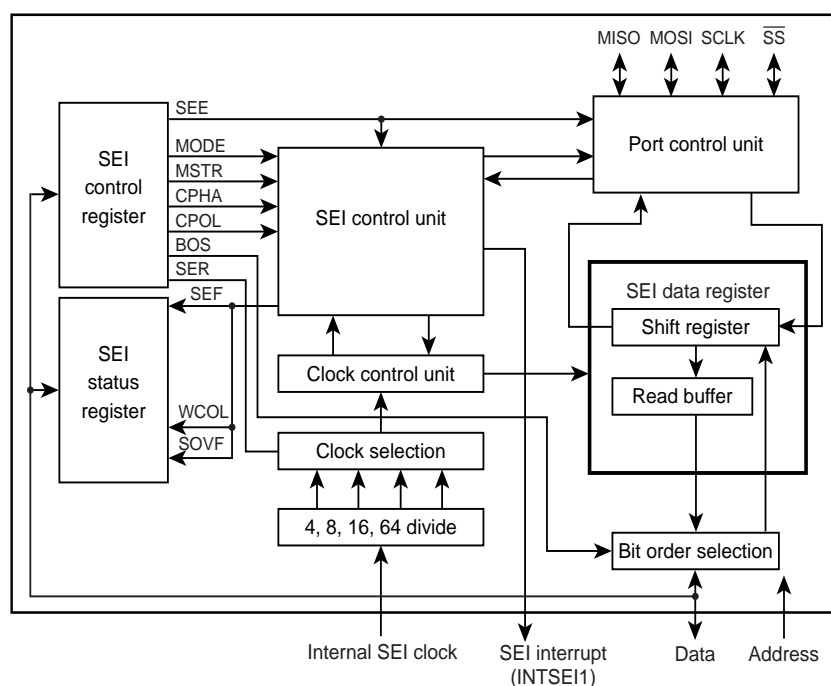 MISO MOSI SCLK SS
SEE
SEI
control
register
MODE
MSTR
CPHA
CPOL
BOS
SER
SEI control unit
Port control unit
SEF
SEI
status
register
WCOL
SOVF
SEI data register
Shift register
Read buffer
Clock control unit
Clock selection
4, 8, 16, 64 divide
Bit order selection
Internal SEI clock
SEI interrupt
(INTSEI1)
Data
Address